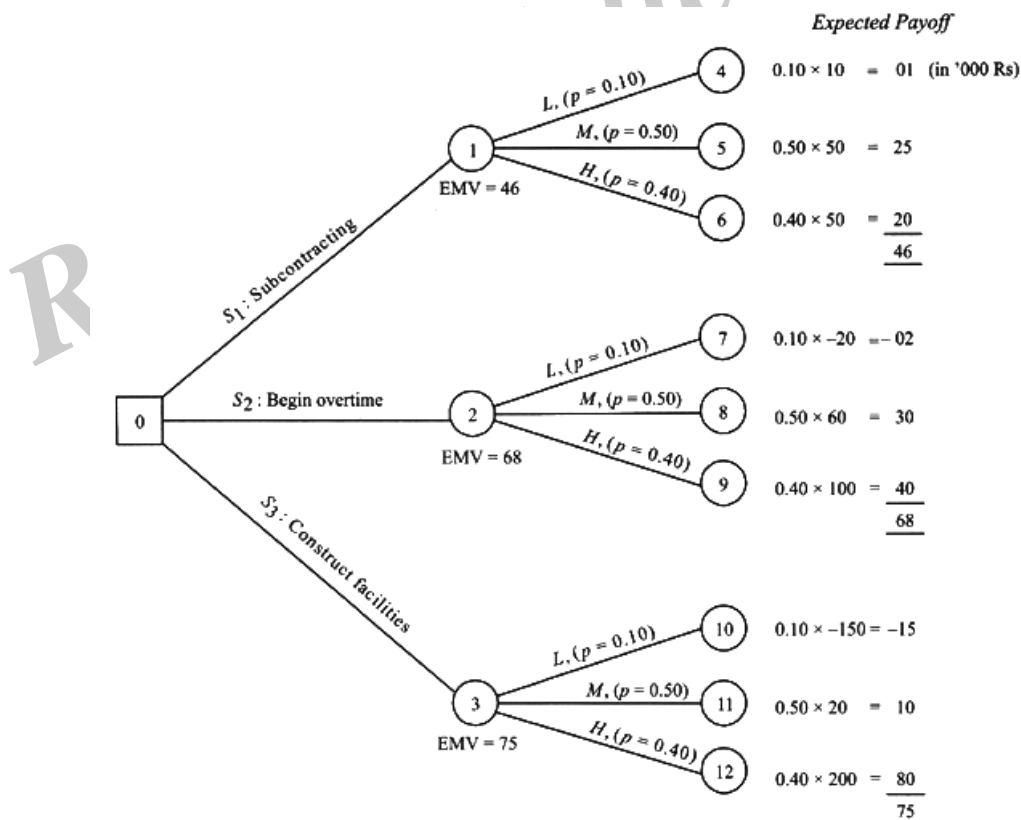 Expected Payoff
L, (p = 0.10)
4
0.10 × 10 = 01 (in '000 Rs)
1
M, (p = 0.50)
5
0.50 × 50 = 25
EMV = 46
H, (p = 0.40)
6
0.40 × 50 = 20
46
R
S1 : Subcontracting
L, (p = 0.10)
7
0.10 × –20 = – 02
0
S2 : Begin overtime
2
M, (p = 0.50)
8
0.50 × 60 = 30
EMV = 68
H, (p = 0.40)
9
0.40 × 100 = 40
68
S3 : Construct facilities
L, (p = 0.10)
10
0.10 × –150 = –15
3
M, (p = 0.50)
11
0.50 × 20 = 10
EMV = 75
H, (p = 0.40)
12
0.40 × 200 = 80
75